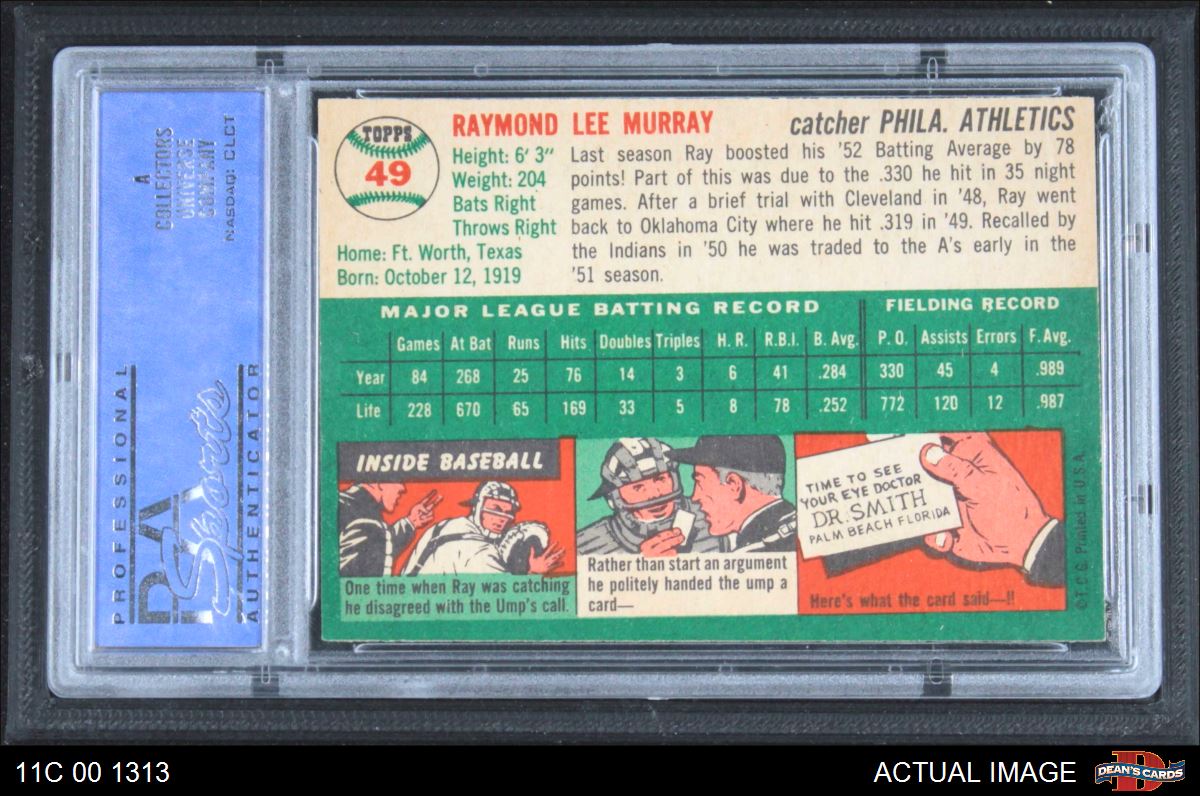 A
COLLECTORS
UNIVERSE
COMPANY
NASDAQ: CLCT
PROFESSIONAL
PSA
Sports
AUTHENTICATOR
TOPPS
49
RAYMOND LEE MURRAY
catcher PHILA. ATHLETICS
Height: 6' 3"
Weight: 204
Bats Right
Throws Right
Home: Ft. Worth, Texas
Born: October 12, 1919
Last season Ray boosted his '52 Batting Average by 78
points! Part of this was due to the .330 he hit in 35 night
games. After a brief trial with Cleveland in '48, Ray went
back to Oklahoma City where he hit .319 in '49. Recalled by
the Indians in '50 he was traded to the A's early in the
'51 season.
MAJOR LEAGUE BATTING RECORD FIELDING RECORD
Games At Bat Runs Hits Doubles Triples H. R. R.B.I. B. Avg. P. O. Assists Errors F. Avg.
Year 84 268 25 76 14 3 6 41 .284 330 45 4 .989
Life 228 670 65 169 33 5 8 78 .252 772 120 12 .987
INSIDE BASEBALL
One time when Ray was catching
he disagreed with the Ump's call.
Rather than start an argument
he politely handed the ump a
card—
TIME TO SEE
YOUR EYE DOCTOR
DR. SMITH
PALM BEACH FLORIDA
Here's what the card said—!!
©T.C.G. Printed in U.S.A.
11C 00 1313
ACTUAL IMAGE
D
DEAN'S CARDS